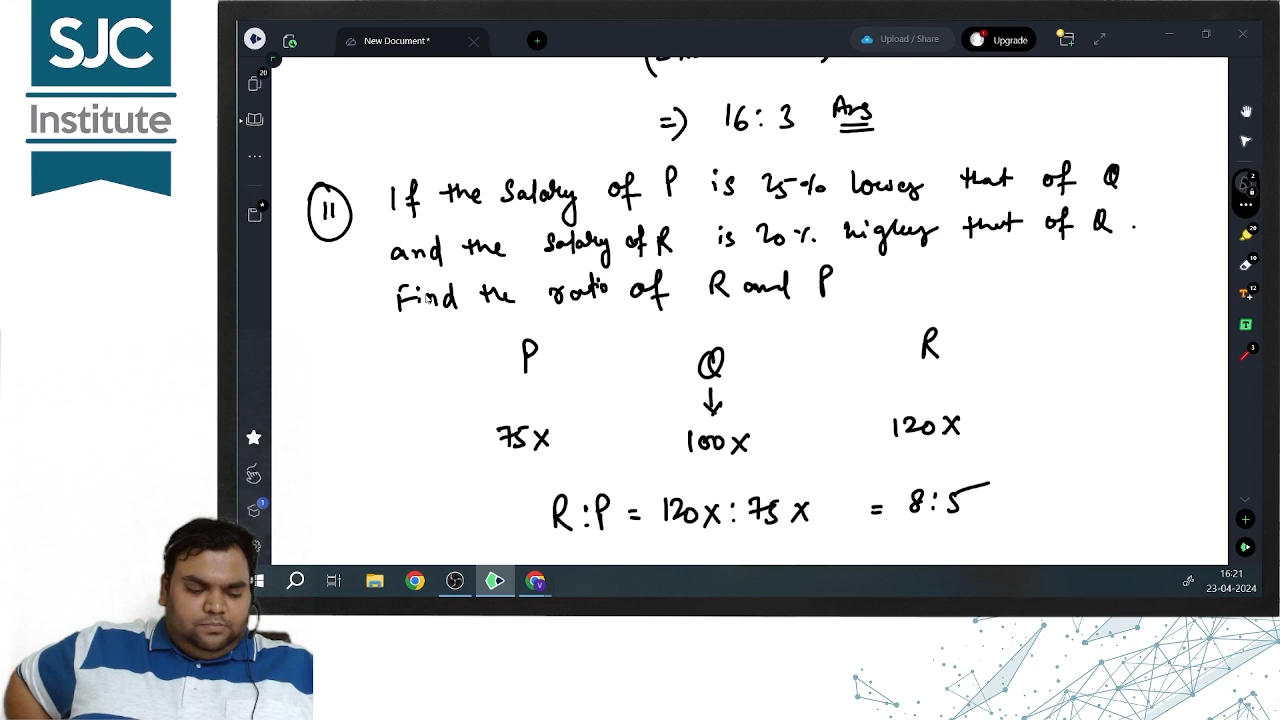 SJC
Institute
New Document*
Upload / Share
Upgrade
=) 16 : 3 Ans
11 If the salary of P is 25% lower that of Q
and the salary of R is 20% higher that of Q.
Find the ratio of R and P
P Q R
75x 100x 120x
R : P = 120x : 75x = 8 : 5
16:21
23-04-2024